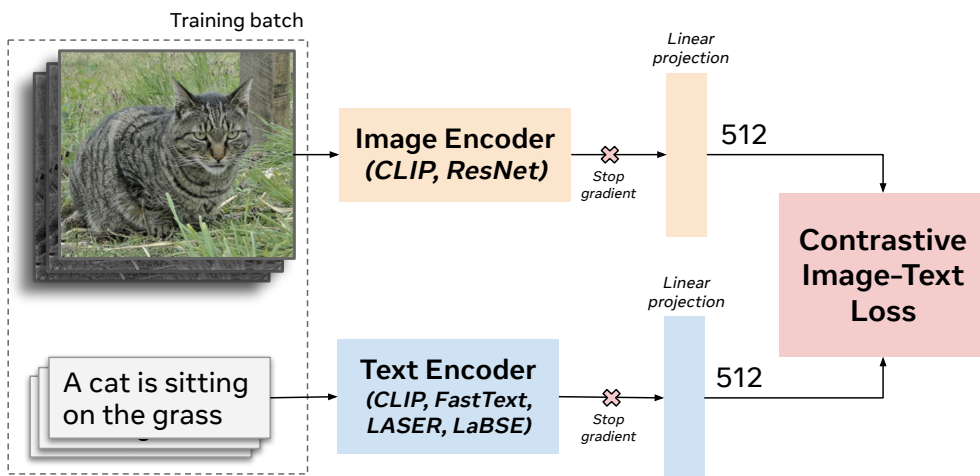 Training batch
Linear
projection
Image Encoder
(CLIP, ResNet)
Stop
gradient
512
Contrastive
Image-Text
Loss
Linear
projection
A cat is sitting
on the grass
Text Encoder
(CLIP, FastText,
LASER, LaBSE)
Stop
gradient
512